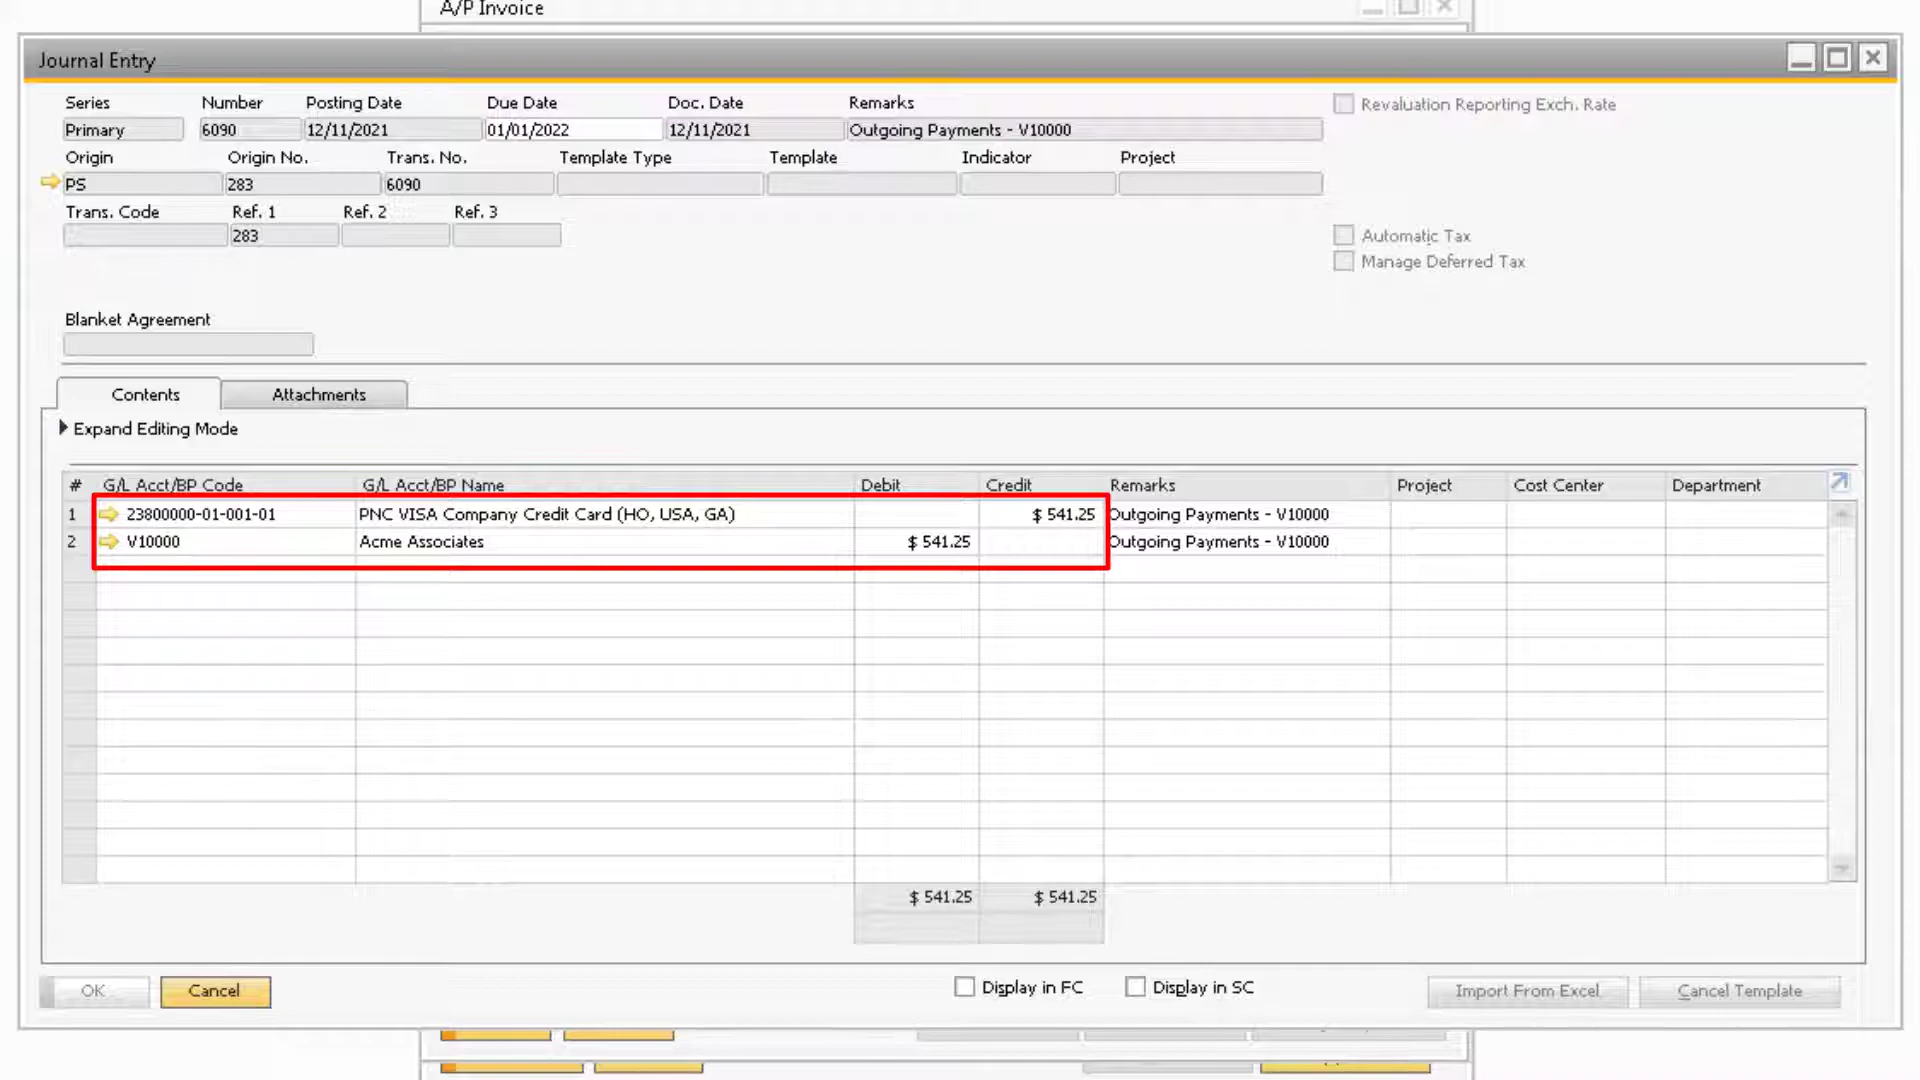 A/P Invoice
Journal Entry
Series Number Posting Date Due Date Doc. Date Remarks
Revaluation Reporting Exch. Rate
Primary 6090 12/11/2021 01/01/2022 12/11/2021 Outgoing Payments - V10000
Origin Origin No. Trans. No. Template Type Template Indicator Project
PS 283 6090
Trans. Code Ref. 1 Ref. 2 Ref. 3
283
Automatic Tax
Manage Deferred Tax
Blanket Agreement
Contents Attachments
Expand Editing Mode
# G/L Acct/BP Code G/L Acct/BP Name Debit Credit Remarks Project Cost Center Department
1 23800000-01-001-01 PNC VISA Company Credit Card (HO, USA, GA) $ 541.25 Outgoing Payments - V10000
2 V10000 Acme Associates $ 541.25 Outgoing Payments - V10000
$ 541.25 $ 541.25
OK Cancel Display in FC Display in SC Import From Excel Cancel Template